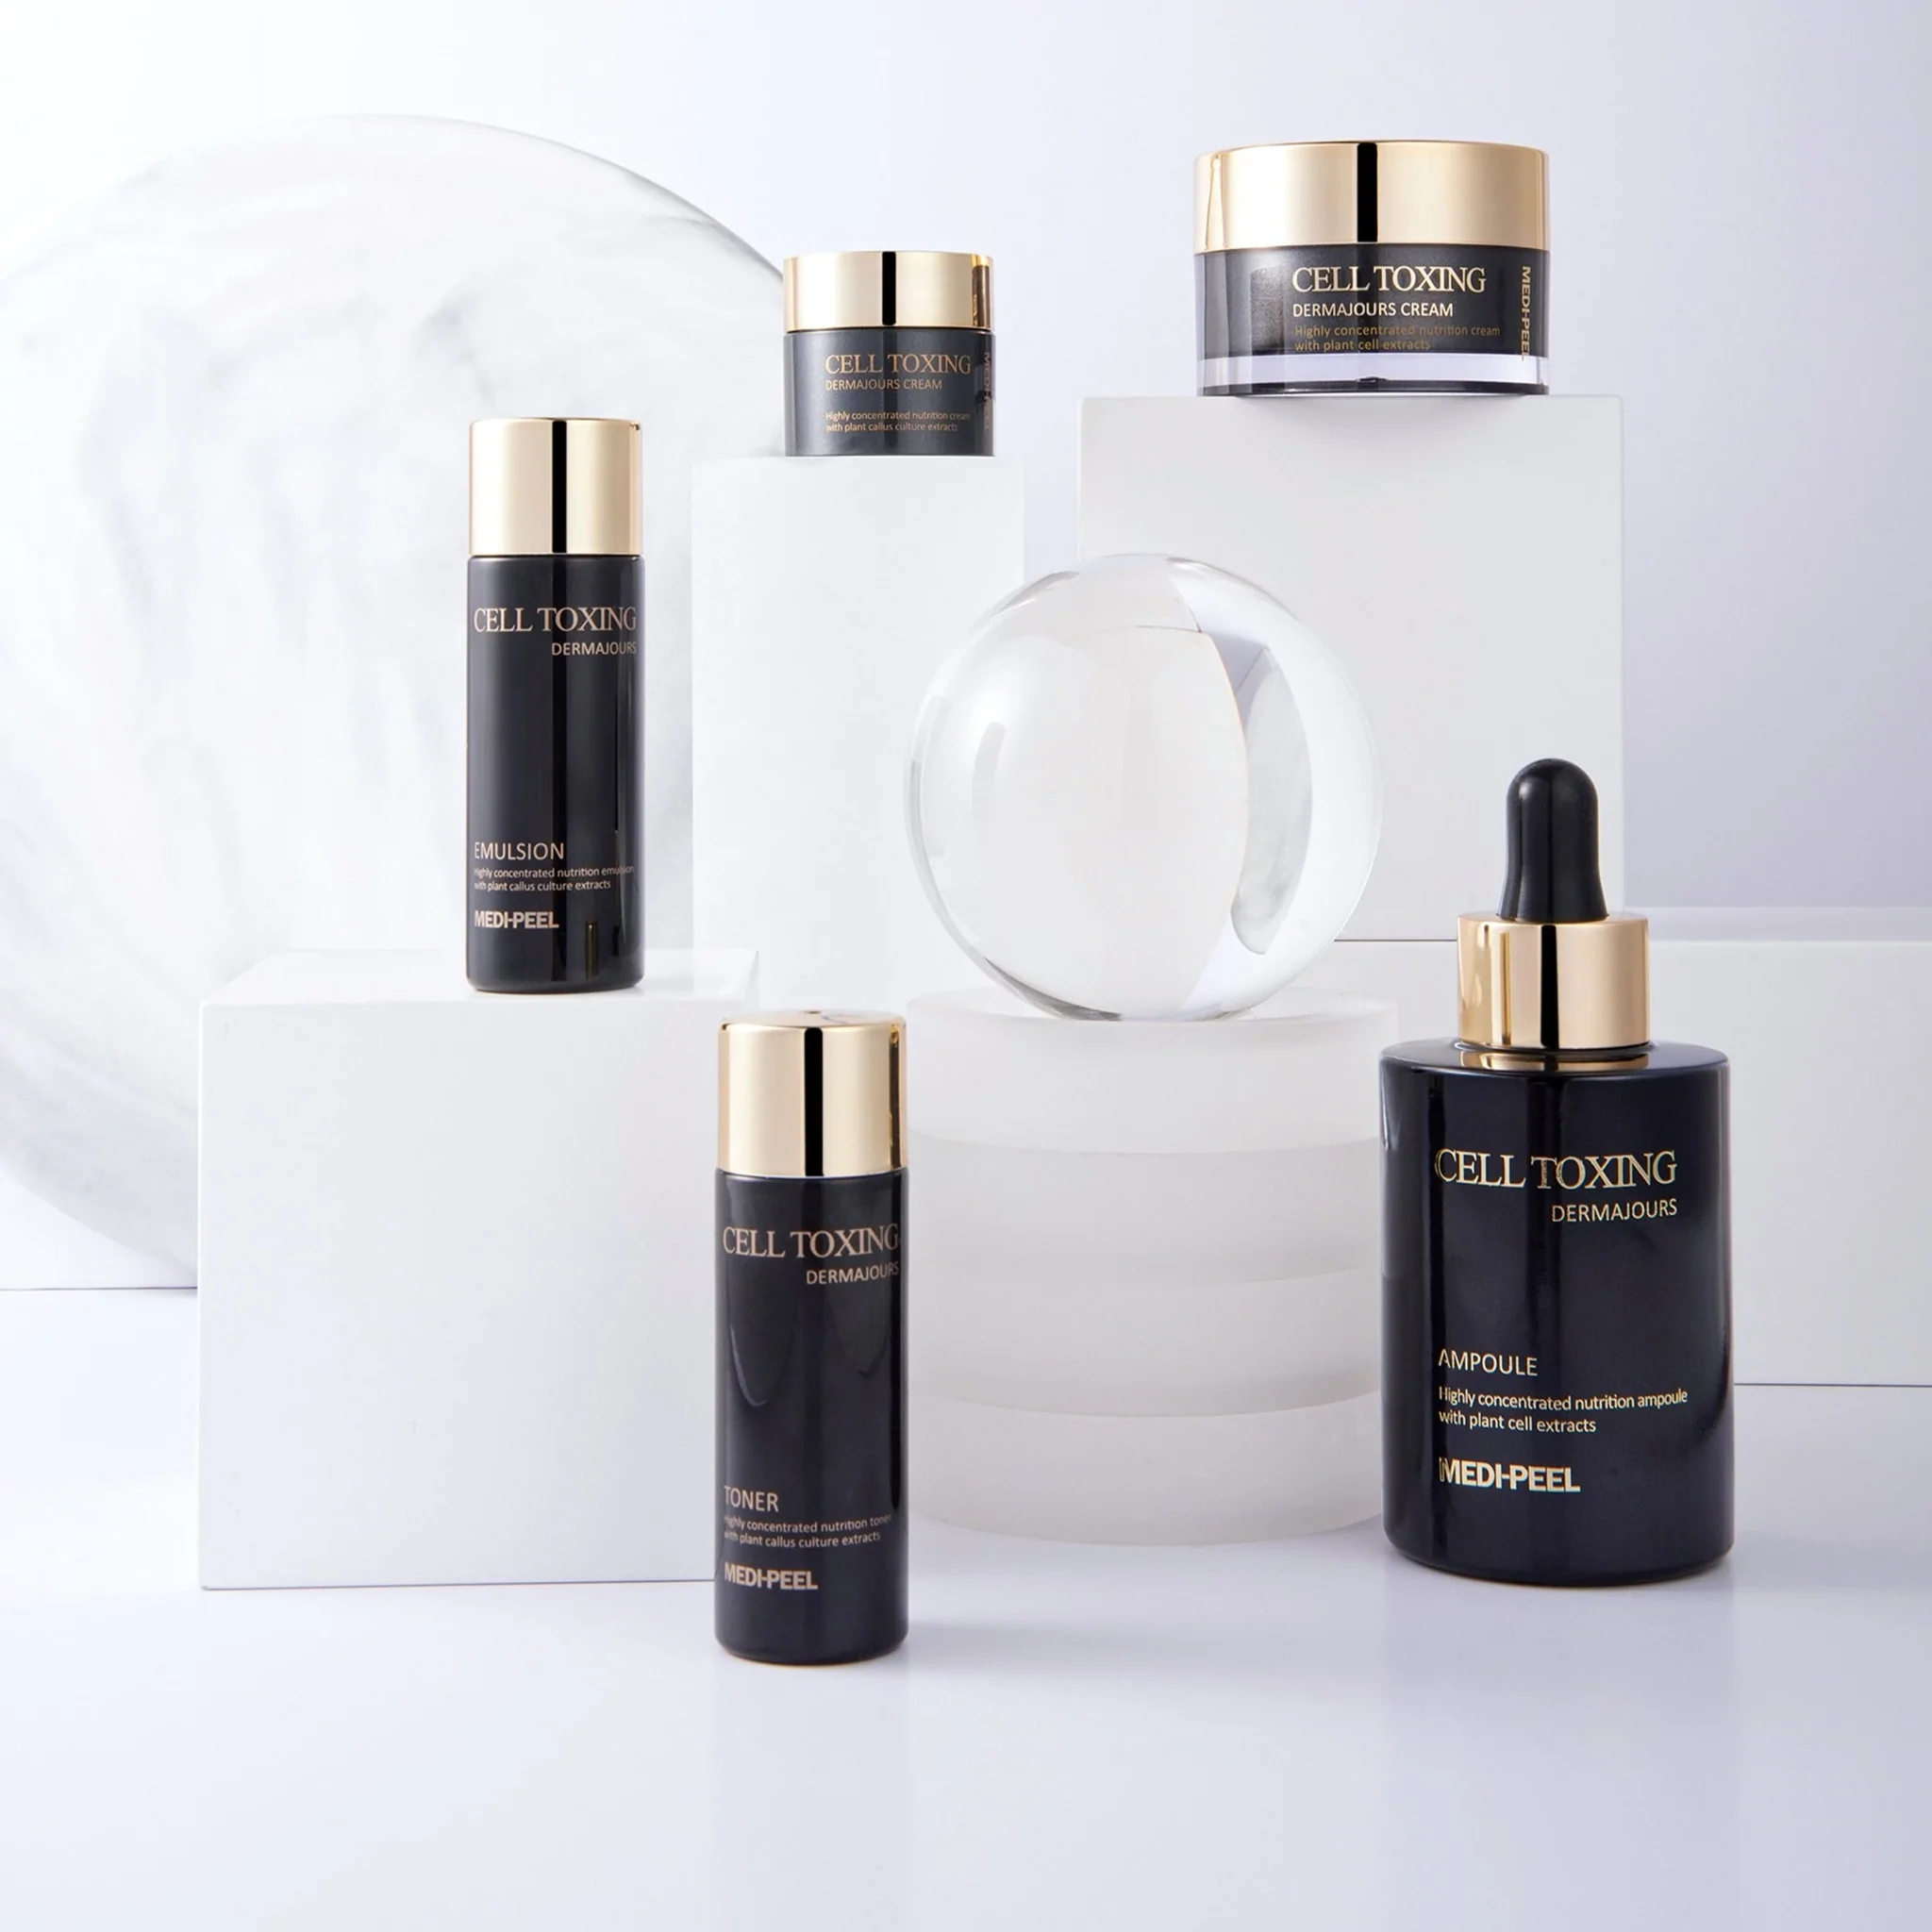 CELL TOXING
DERMAJOURS CREAM
Highly concentrated nutrition cream
with plant cell extracts
MEDI-PEEL
CELL TOXING
DERMAJOURS CREAM
Highly concentrated nutrition cream
with plant callus culture extracts
MEDI-PEEL
CELL TOXING
DERMAJOURS
EMULSION
Highly concentrated nutrition emulsion
with plant callus culture extracts
MEDI-PEEL
CELL TOXING
DERMAJOURS
TONER
Highly concentrated nutrition toner
with plant callus culture extracts
MEDI-PEEL
CELL TOXING
DERMAJOURS
AMPOULE
Highly concentrated nutrition ampoule
with plant cell extracts
MEDI-PEEL